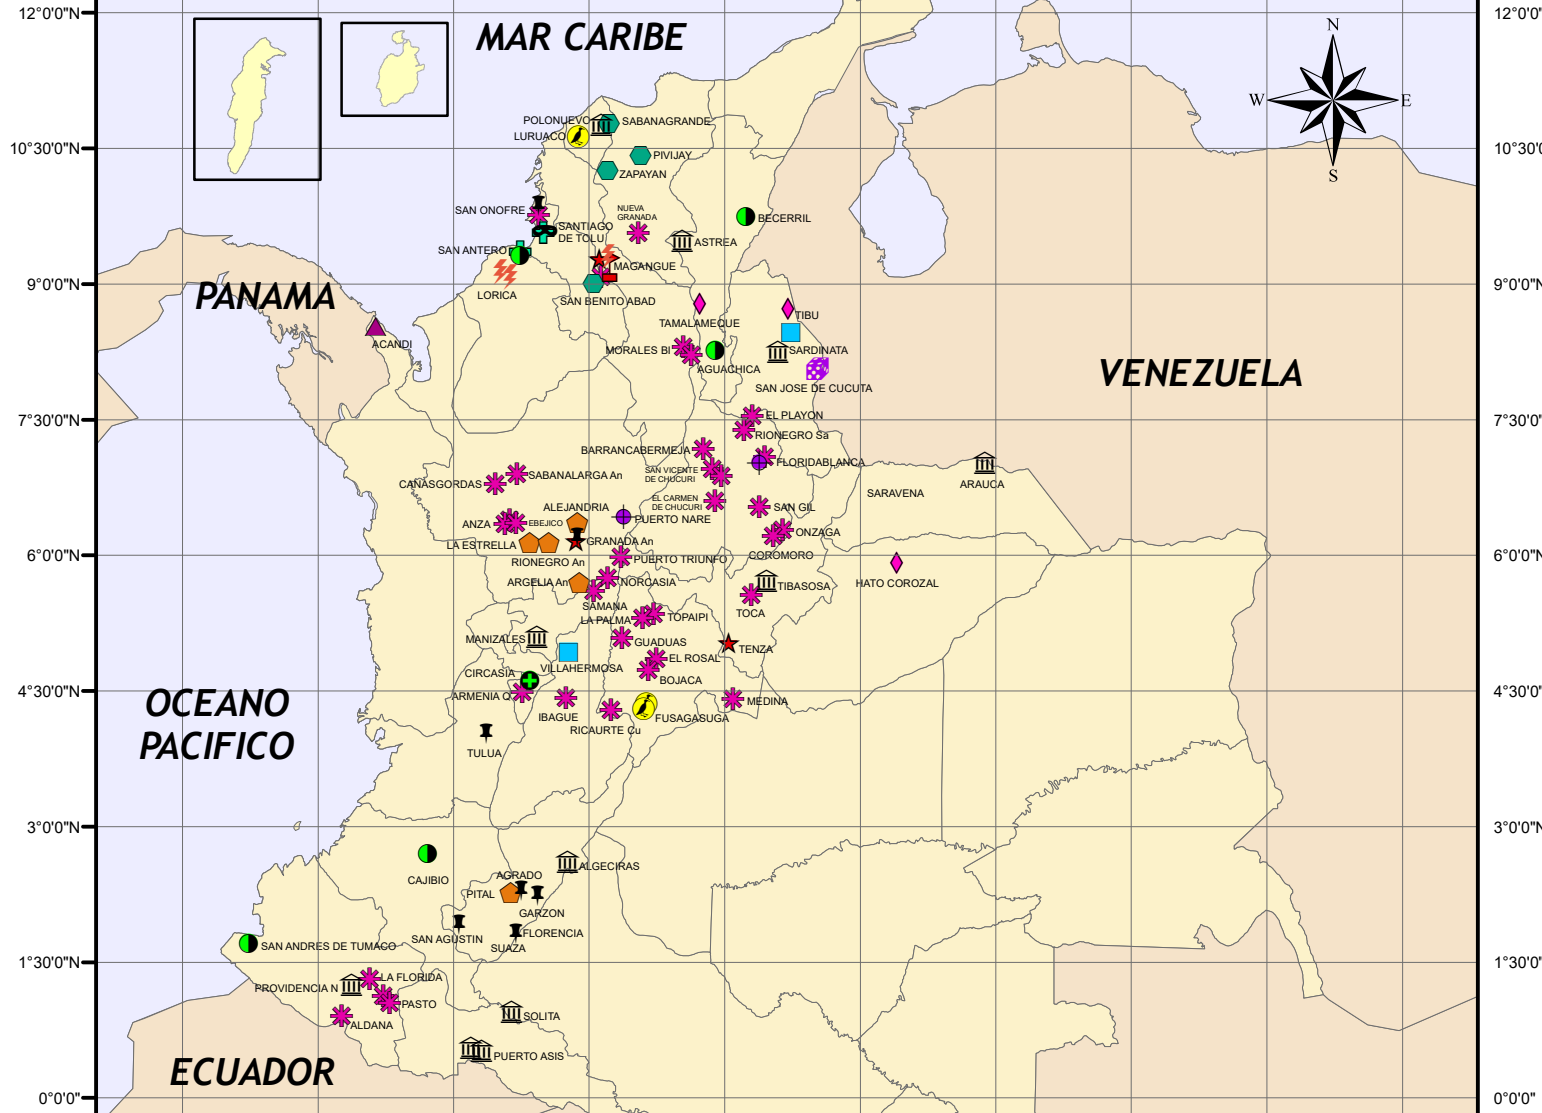 12°0'0"N
MAR CARIBE
12°0'0"
N
W
E
S
POLONUEVO
SABANAGRANDE
LURUACO
10°30'0"N
10°30'0
PIVIJAY
ZAPAYAN
SAN ONOFRE
NUEVA
GRANADA
BECERRIL
SANTIAGO
DE TOLU
ASTREA
SAN ANTERO
MAGANGUE
9°0'0"N
9°0'0"N
LORICA
SAN BENITO ABAD
PANAMA
TIBU
TAMALAMEQUE
ACANDI
MORALES Bl
SARDINATA
AGUACHICA
VENEZUELA
SAN JOSE DE CUCUTA
7°30'0"N
7°30'0"N
EL PLAYON
RIONEGRO Sa
BARRANCABERMEJA
FLORIDABLANCA
SAN VICENTE
DE CHUCURI
SABANALARGA An
CAÑASGORDAS
ARAUCA
SARAVENA
EL CARMEN
DE CHUCURI
ALEJANDRIA
SAN GIL
PUERTO NARE
ANZA
EBEJICO
ONZAGA
LA ESTRELLA
GRANADA An
COROMORO
6°0'0"N
6°0'0"N
RIONEGRO An
PUERTO TRIUNFO
ARGELIA An
NORCASIA
TIBASOSA
HATO COROZAL
SAMANA
TOCA
LA PALMA
TOPAIPI
MANIZALES
GUADUAS
TENZA
VILLAHERMOSA
EL ROSAL
CIRCASIA
BOJACA
4°30'0"N
4°30'0"N
ARMENIA Q
MEDINA
OCEANO
PACIFICO
IBAGUE
FUSAGASUGA
RICAURTE Cu
TULUA
3°0'0"N
3°0'0"N
ALGECIRAS
CAJIBIO
AGRADO
PITAL
GARZON
SAN AGUSTIN
FLORENCIA
SUAZA
SAN ANDRES DE TUMACO
1°30'0"N
1°30'0"N
LA FLORIDA
PROVIDENCIA N
PASTO
ALDANA
SOLITA
PUERTO ASIS
ECUADOR
0°0'0"
0°0'0"